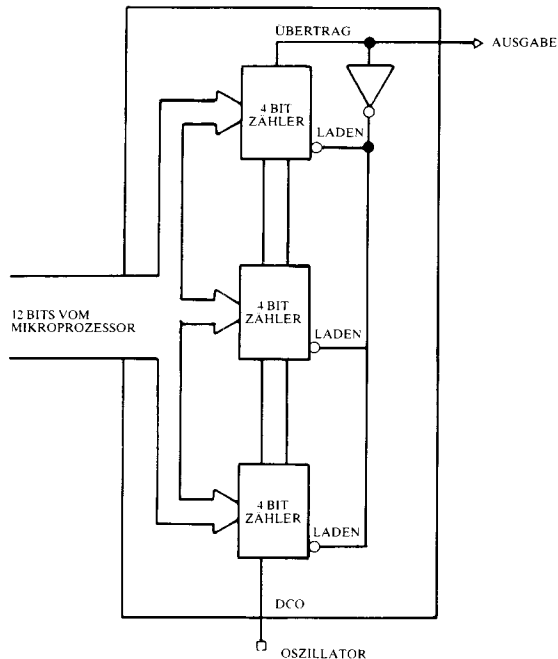 ÜBERTRAG
AUSGABE
4 BIT
ZÄHLER
LADEN
12 BITS VOM
MIKROPROZESSOR
4 BIT
ZÄHLER
LADEN
4 BIT
ZÄHLER
LADEN
DCO
OSZILLATOR